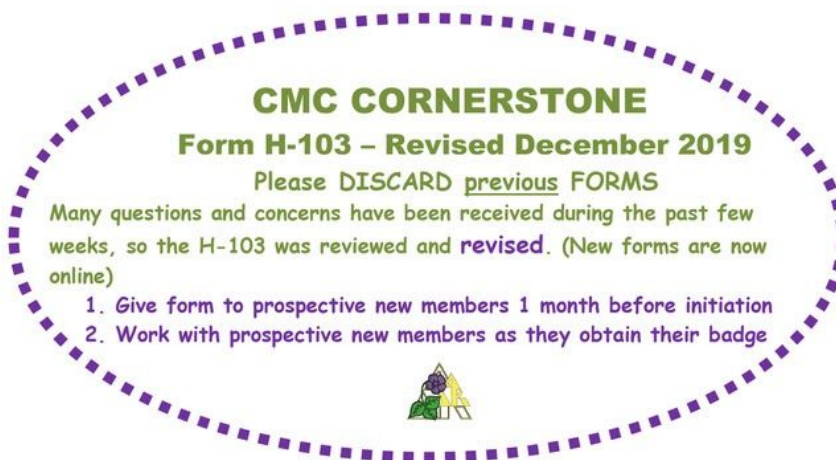 CMC CORNERSTONE
Form H-103 – Revised December 2019
Please DISCARD previous FORMS
Many questions and concerns have been received during the past few
weeks, so the H-103 was reviewed and revised. (New forms are now
online)
1. Give form to prospective new members 1 month before initiation
2. Work with prospective new members as they obtain their badge